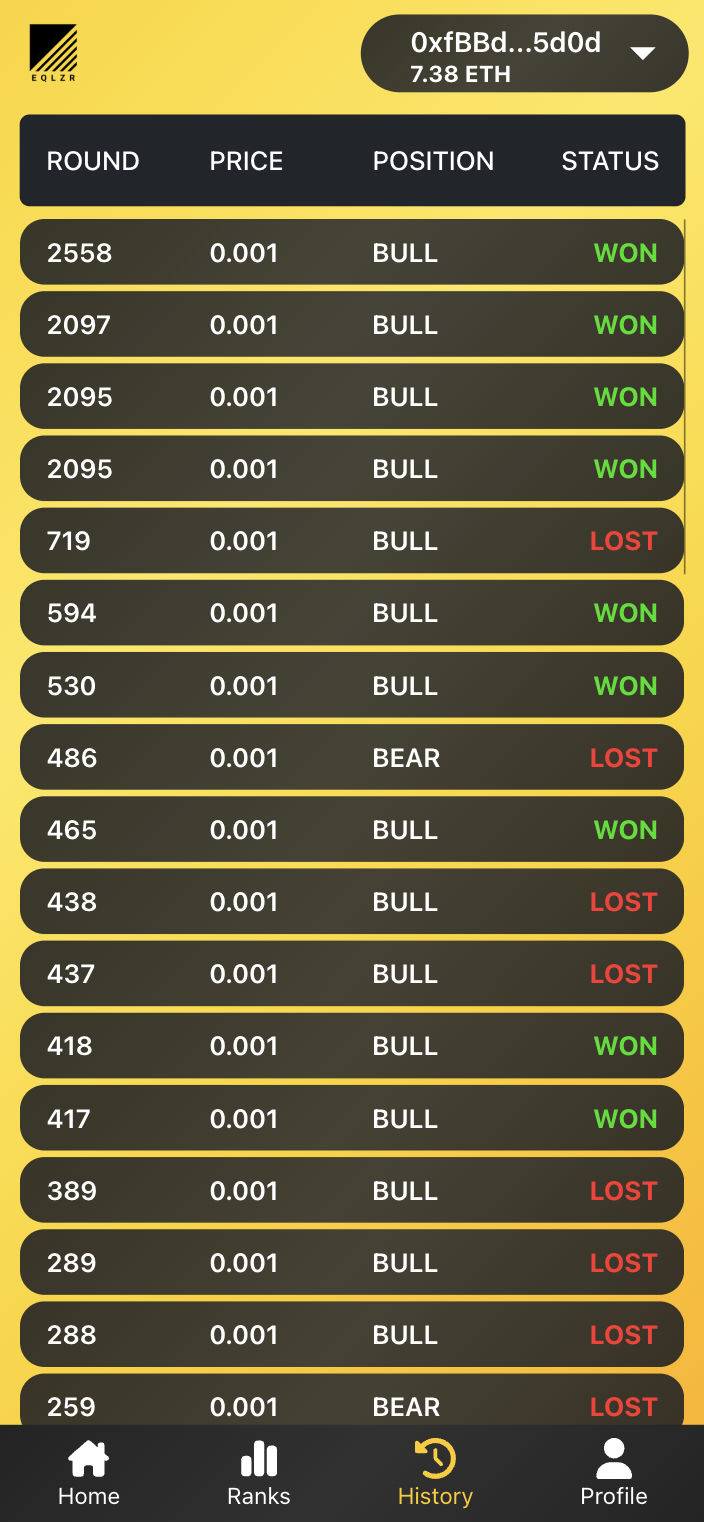 EQLZR
0xfBBd...5d0d
7.38 ETH
ROUND PRICE POSITION STATUS
2558 0.001 BULL WON
2097 0.001 BULL WON
2095 0.001 BULL WON
2095 0.001 BULL WON
719 0.001 BULL LOST
594 0.001 BULL WON
530 0.001 BULL WON
486 0.001 BEAR LOST
465 0.001 BULL WON
438 0.001 BULL LOST
437 0.001 BULL LOST
418 0.001 BULL WON
417 0.001 BULL WON
389 0.001 BULL LOST
289 0.001 BULL LOST
288 0.001 BULL LOST
259 0.001 BEAR LOST
Home Ranks History Profile